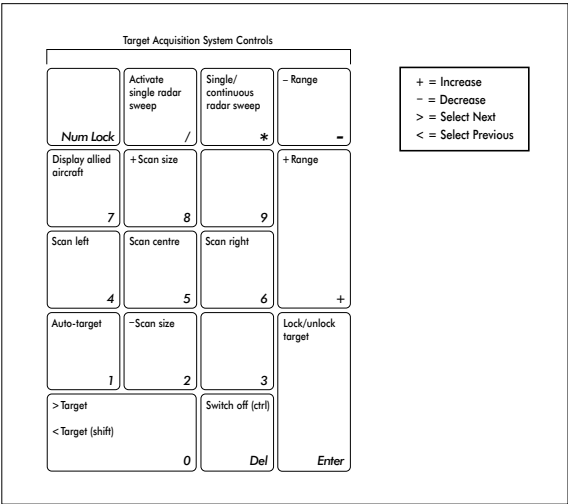 Target Acquisition System Controls
Num Lock
Activate
single radar
sweep
/
Single/
continuous
radar sweep
*
– Range
-
+ = Increase
– = Decrease
> = Select Next
< = Select Previous
Display allied
aircraft
7
+ Scan size
8
9
+ Range
+
Scan left
4
Scan centre
5
Scan right
6
Auto-target
1
–Scan size
2
3
Lock/unlock
target
Enter
> Target
< Target (shift)
0
Switch off (ctrl)
Del